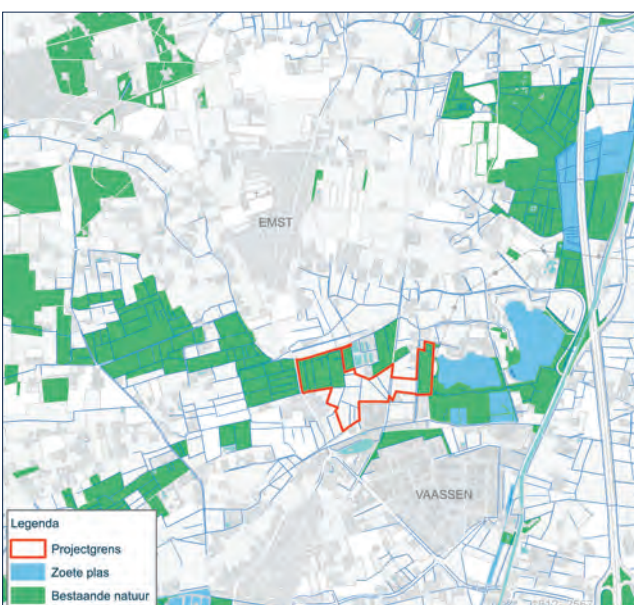 EMST
VAASSEN
Legenda
Projectgrens
Zoete plas
Bestaande natuur